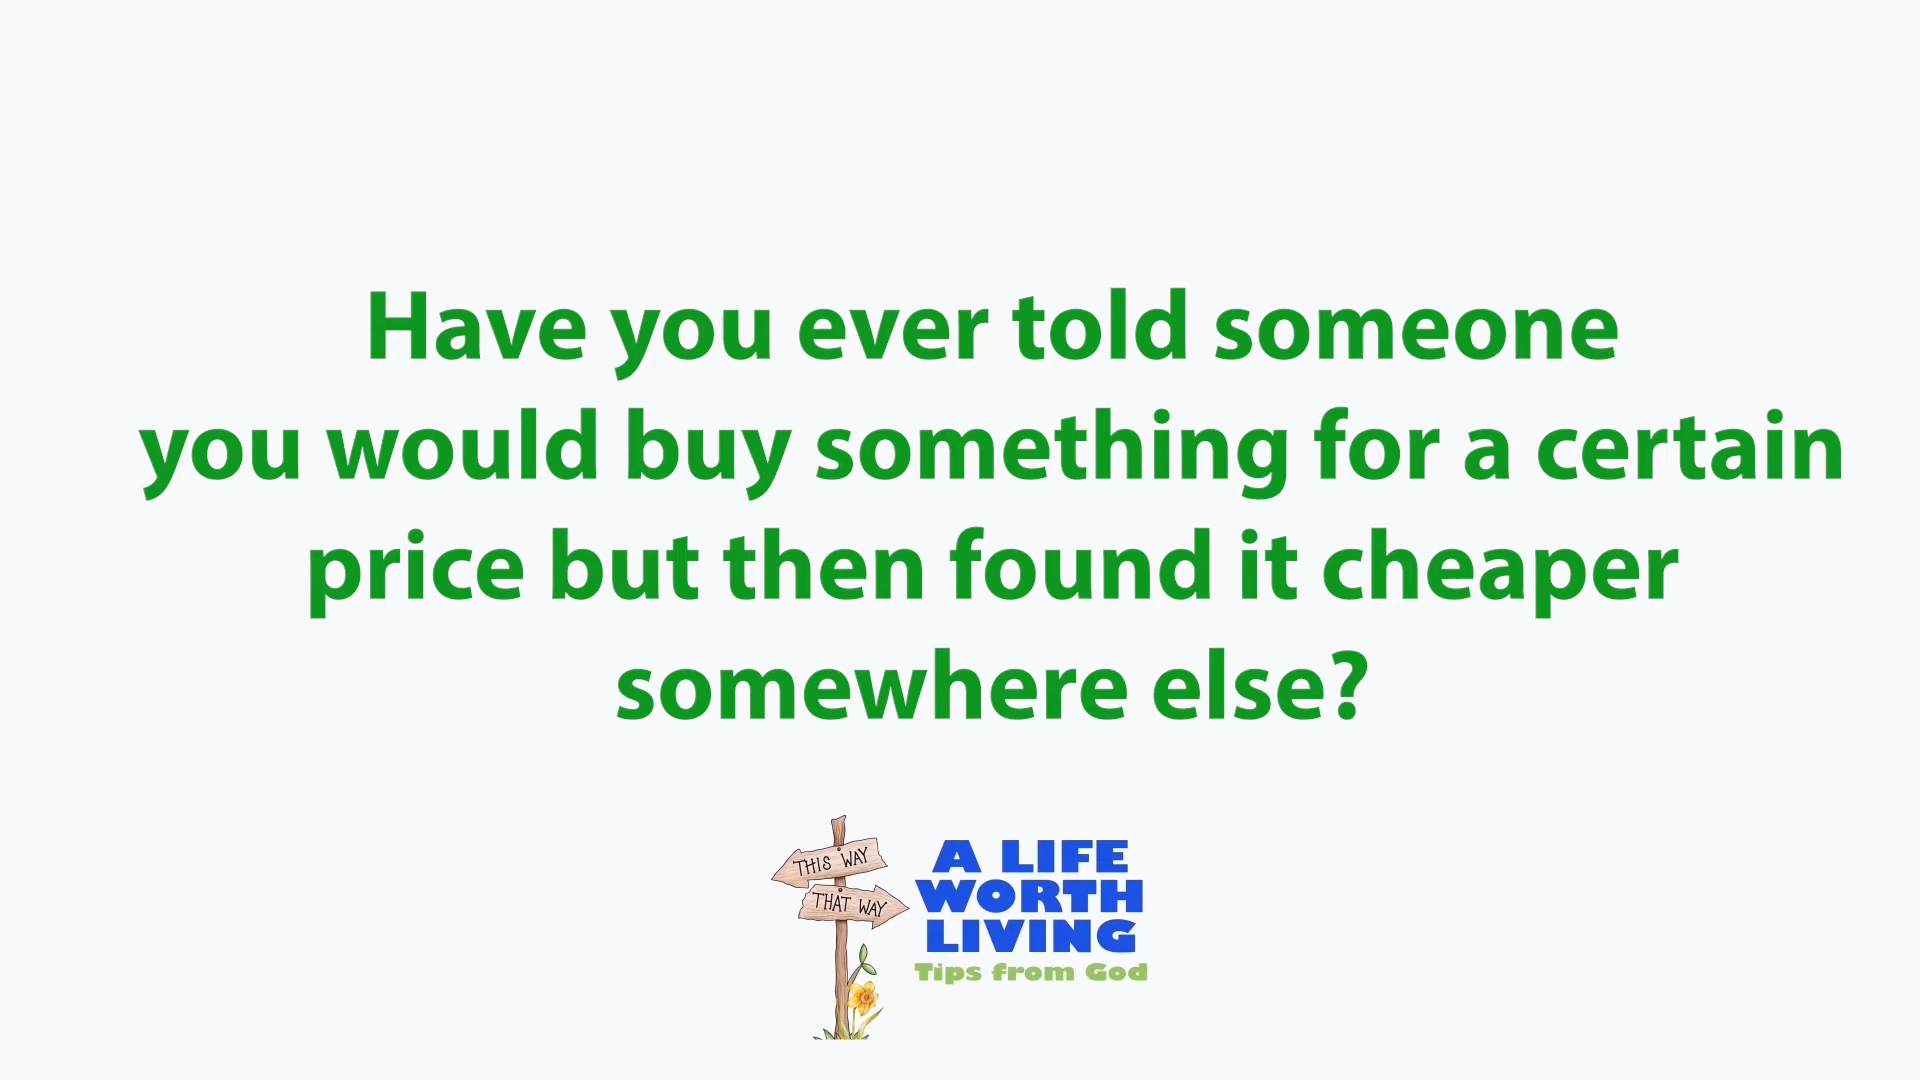 Have you ever told someone
you would buy something for a certain
price but then found it cheaper
somewhere else?
THIS WAY
THAT WAY
A LIFE
WORTH
LIVING
Tips from God